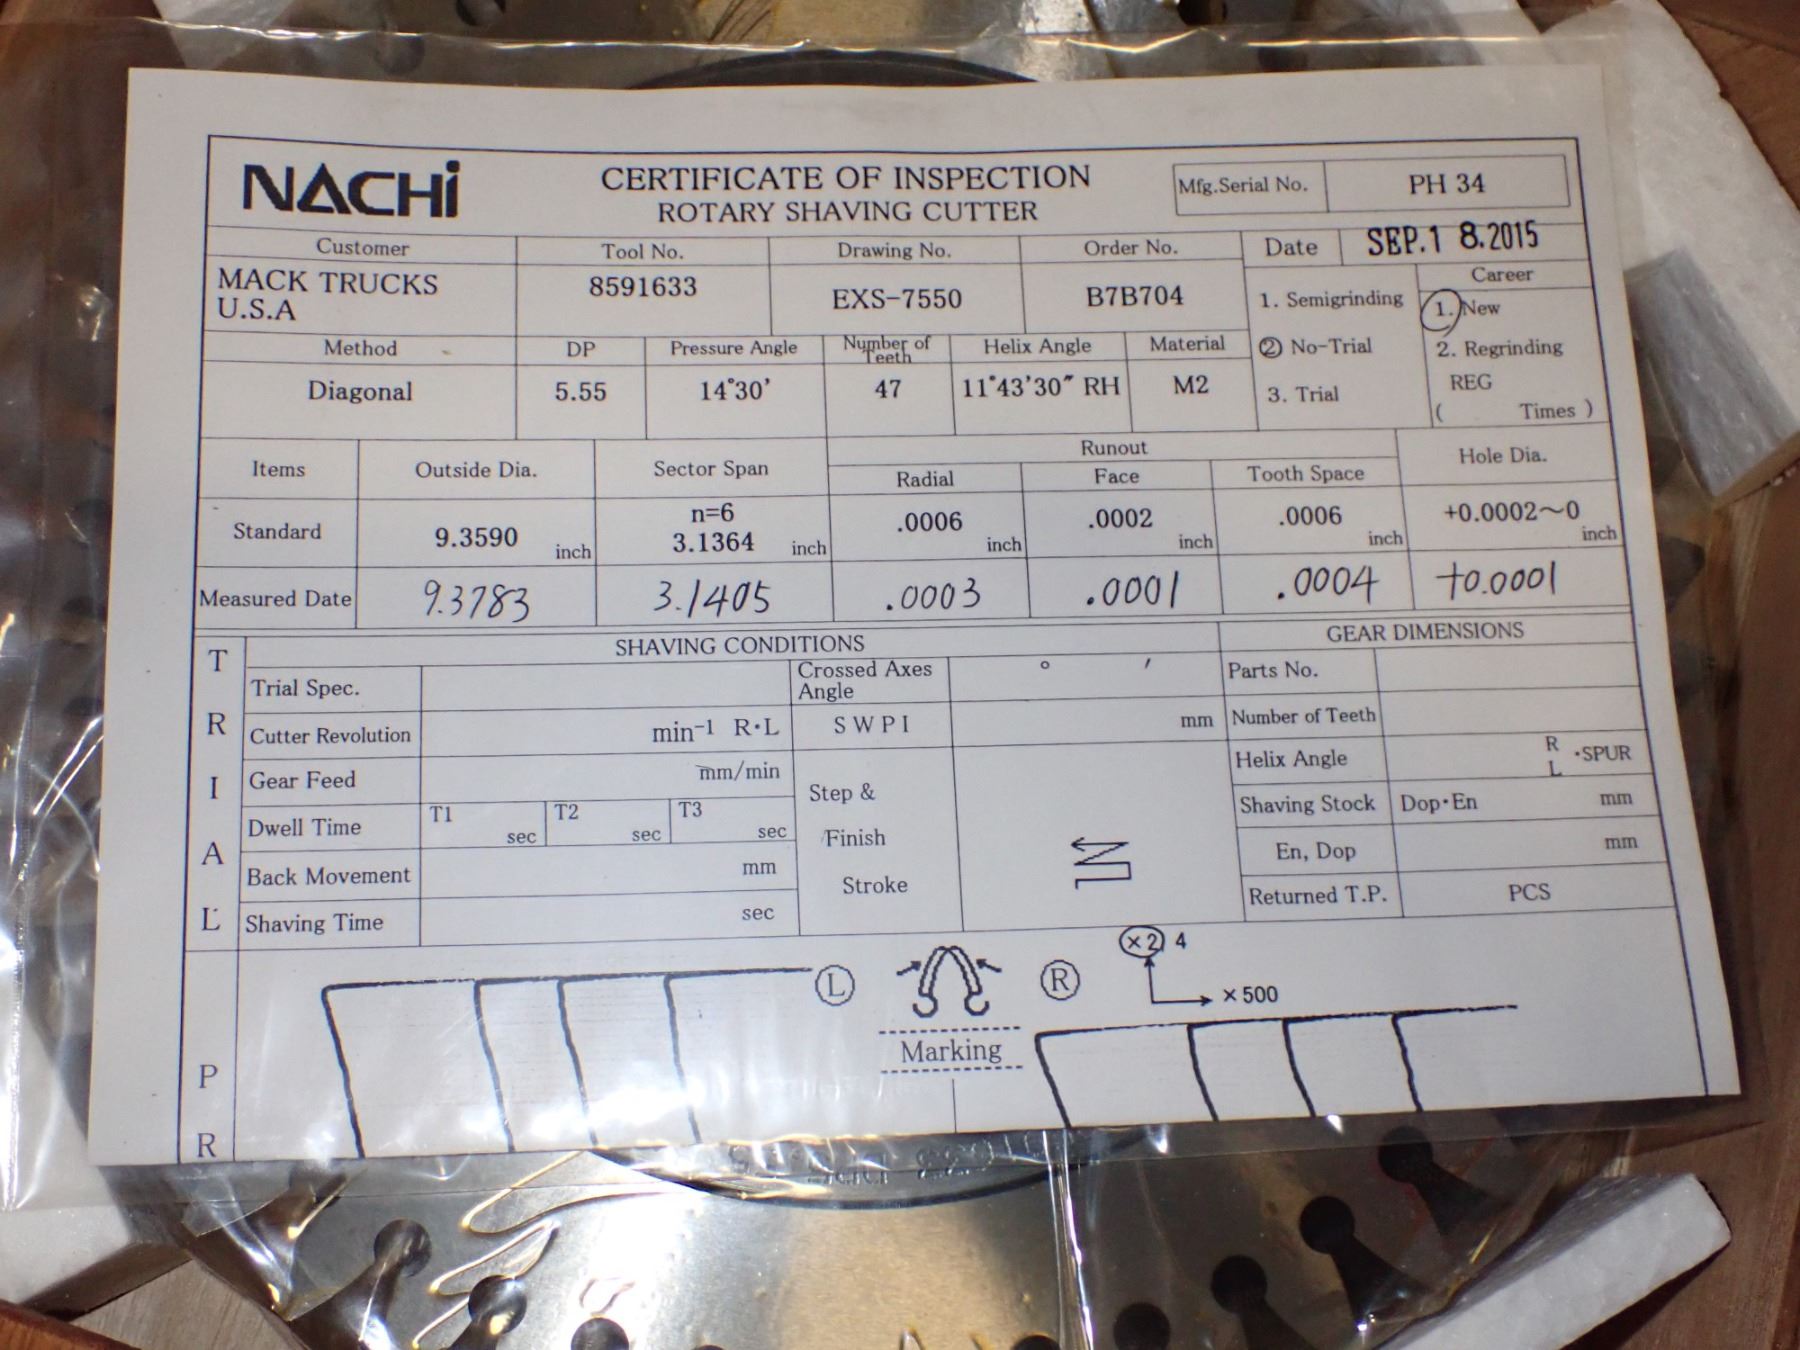 NACHi
CERTIFICATE OF INSPECTION
ROTARY SHAVING CUTTER
Mfg.Serial No. PH 34
Customer Tool No. Drawing No. Order No. Date SEP.1 8.2015
MACK TRUCKS
U.S.A
8591633 EXS-7550 B7B704
1. Semigrinding
② No-Trial
3. Trial
Career
1. New
2. Regrinding
REG
( Times )
Method DP Pressure Angle Number of Teeth Helix Angle Material
Diagonal 5.55 14°30' 47 11°43'30" RH M2
Items Outside Dia. Sector Span Runout Hole Dia.
Radial Face Tooth Space
Standard 9.3590 inch n=6 3.1364 inch .0006 inch .0002 inch .0006 inch +0.0002~0 inch
Measured Date 9.3783 3.1405 .0003 .0001 .0004 +0.0001
TRIAL
SHAVING CONDITIONS
GEAR DIMENSIONS
Trial Spec. Crossed Axes Angle ° ′ Parts No.
Cutter Revolution min⁻¹ R·L SWPI mm Number of Teeth
Gear Feed mm/min Helix Angle R L ·SPUR
Dwell Time T1 sec T2 sec T3 sec
Step &
Finish
Stroke
Shaving Stock Dop·En mm
Back Movement mm En, Dop mm
Shaving Time sec Returned T.P. PCS
Ⓛ Ⓡ ×2 4
×500
Marking
P
R